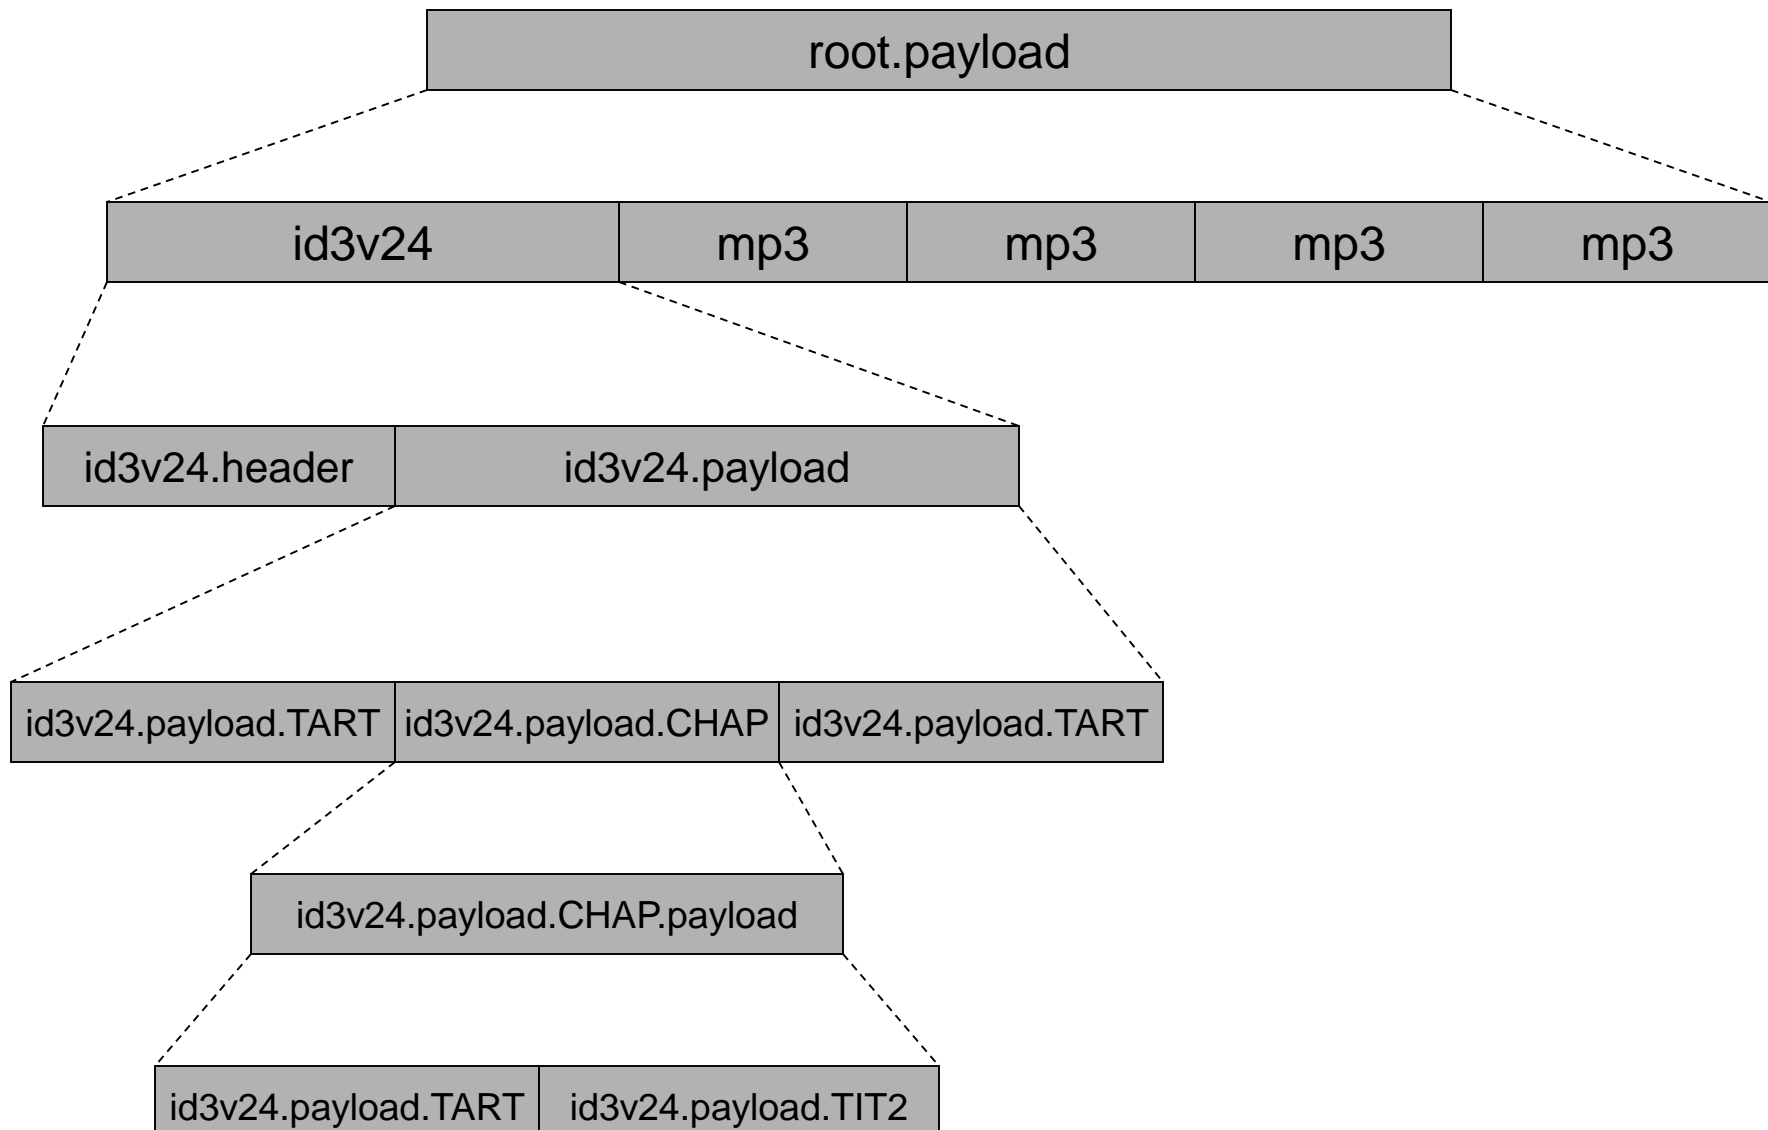 root.payload
id3v24 mp3 mp3 mp3 mp3
id3v24.header id3v24.payload
id3v24.payload.TART id3v24.payload.CHAP id3v24.payload.TART
id3v24.payload.CHAP.payload
id3v24.payload.TART id3v24.payload.TIT2